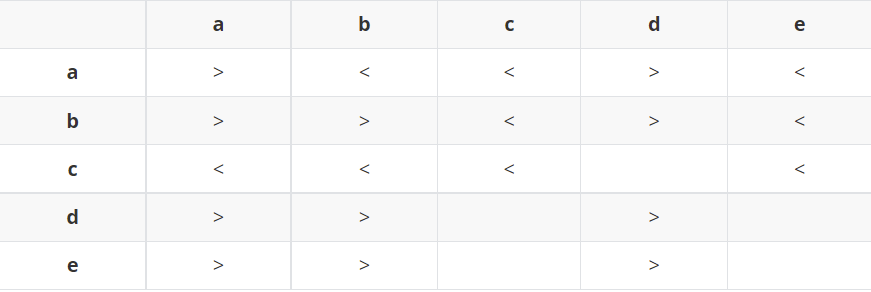 a b c d e
a > < < > <
b > > < > <
c < < < <
d > > >
e > > >